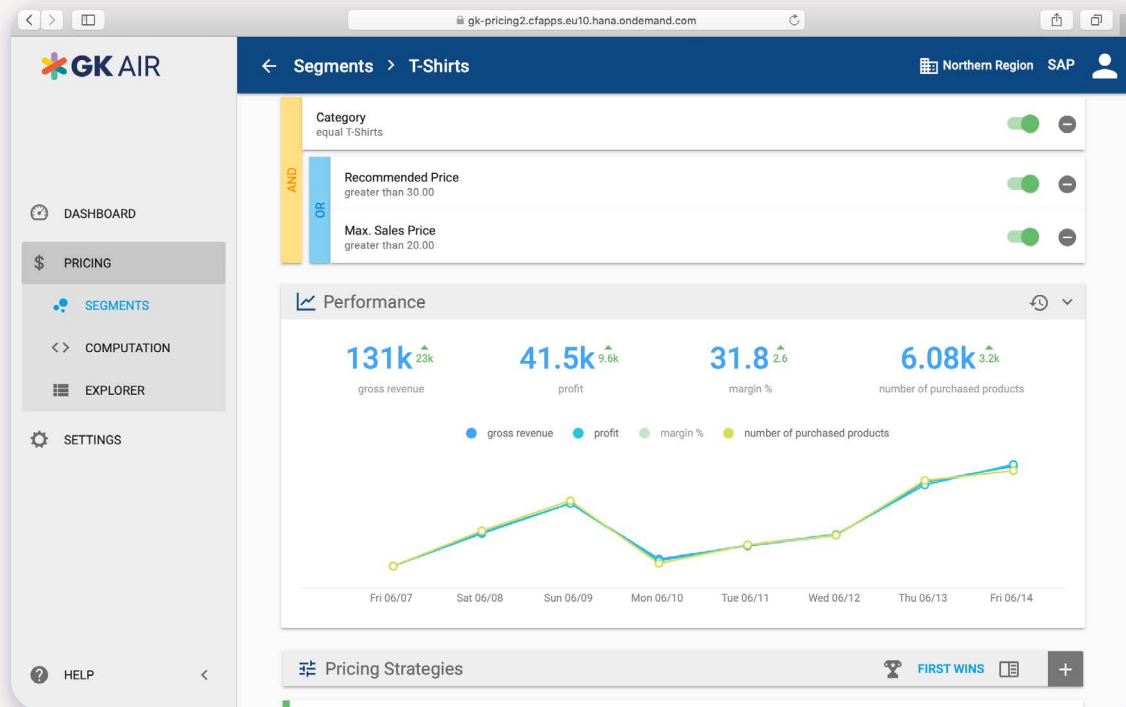 gk-pricing2.cfapps.eu10.hana.ondemand.com
GK AIR
Segments > T-Shirts
Northern Region SAP
DASHBOARD
PRICING
SEGMENTS
COMPUTATION
EXPLORER
SETTINGS
HELP
AND
Category
equal T-Shirts
OR
Recommended Price
greater than 30.00
Max. Sales Price
greater than 20.00
Performance
131k 23k
gross revenue
41.5k 9.6k
profit
31.8 2.6
margin %
6.08k 3.2k
number of purchased products
gross revenue profit margin % number of purchased products
Fri 06/07 Sat 06/08 Sun 06/09 Mon 06/10 Tue 06/11 Wed 06/12 Thu 06/13 Fri 06/14
Pricing Strategies
FIRST WINS